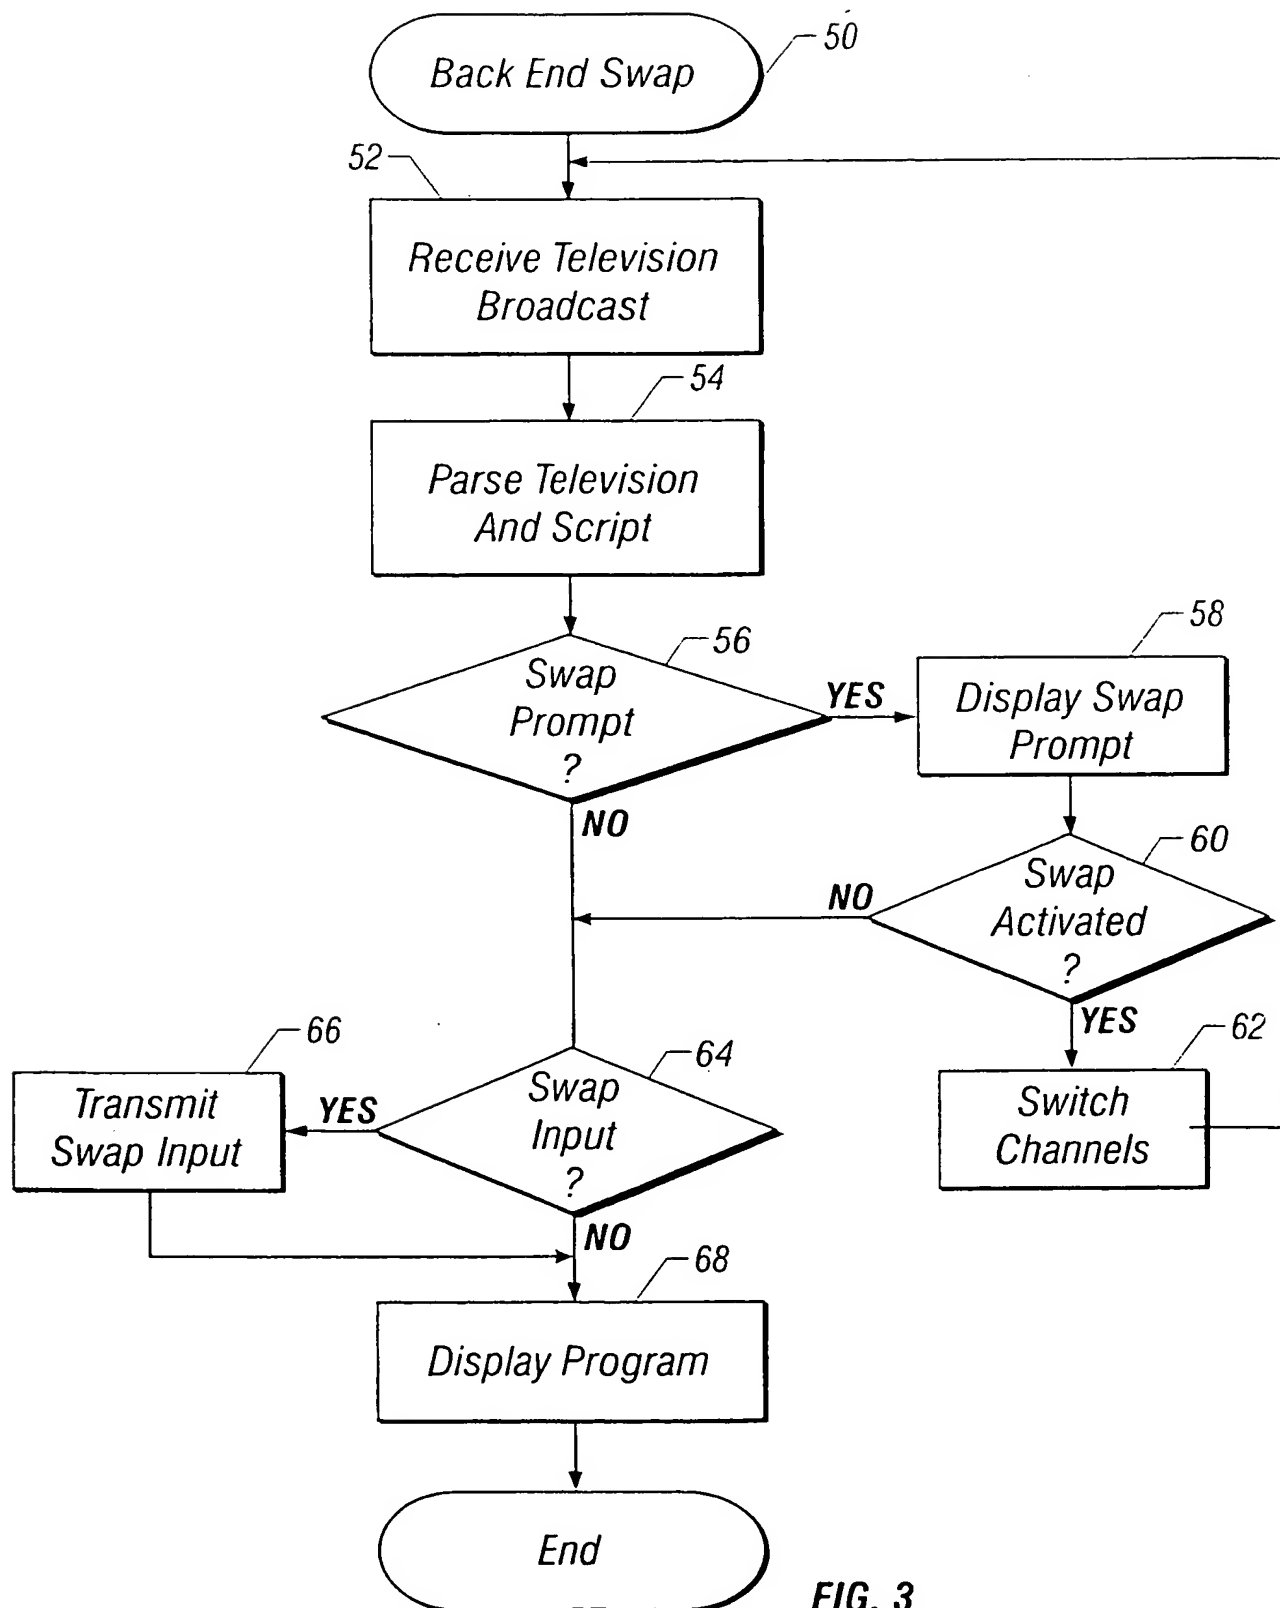 Back End Swap
50
52
Receive Television
Broadcast
54
Parse Television
And Script
56
Swap
Prompt
?
YES
NO
58
Display Swap
Prompt
60
Swap
Activated
?
NO
YES
62
Switch
Channels
64
Swap
Input
?
YES
NO
66
Transmit
Swap Input
68
Display Program
End
FIG. 3